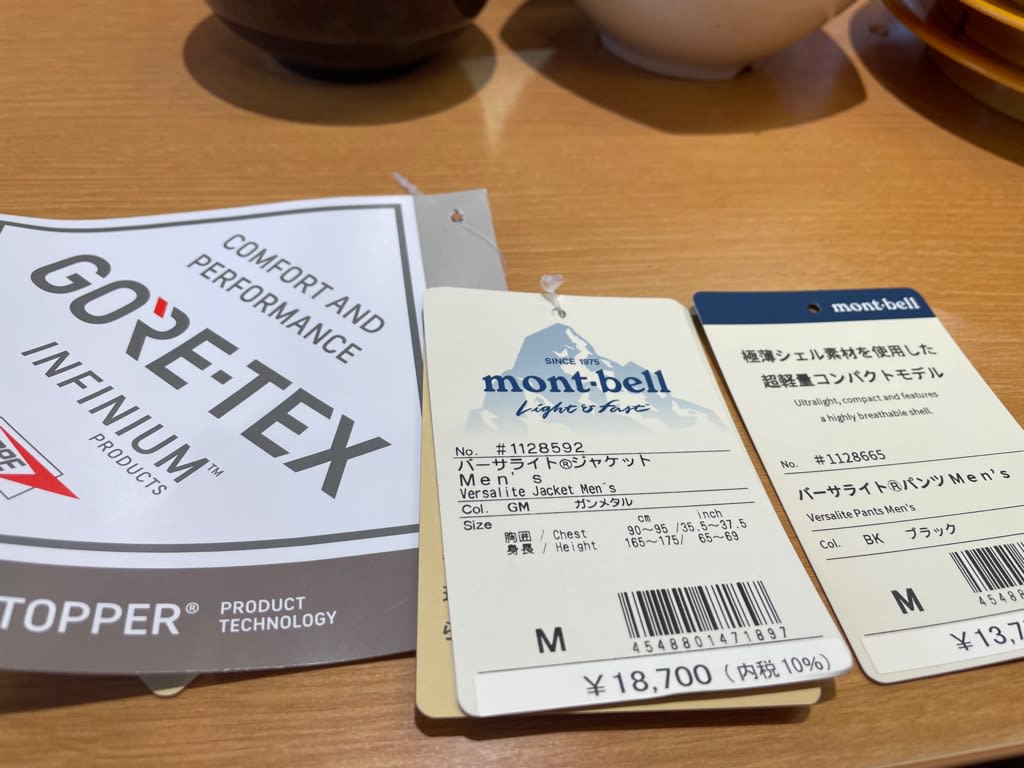 COMFORT AND
PERFORMANCE
GORE-TEX
INFINIUM™
PRODUCTS
TOPPER® PRODUCT
TECHNOLOGY
SINCE 1975
mont-bell
Light & Fast
No. #1128592
バーサライト®ジャケット
Men's
Versalite Jacket Men's
Col. GM ガンメタル
Size cm inch
胸囲 / Chest 90~95 /35.5~37.5
身長 / Height 165~175/ 65~69
M
4548801471897
¥18,700 (内税10%)
mont-bell
極薄シェル素材を使用した
超軽量コンパクトモデル
Ultralight, compact and features
a highly breathable shell.
No. #1128665
バーサライト®パンツ Men's
Versalite Pants Men's
Col. BK ブラック
M
45488
¥13,7